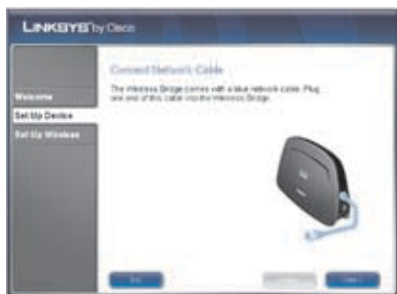 LINKSYS by Cisco
Connect Network Cable
The Wireless Bridge comes with a blue network cable. Plug
one end of this cable into the Wireless Bridge.
Welcome
Set Up Device
Set Up Wireless